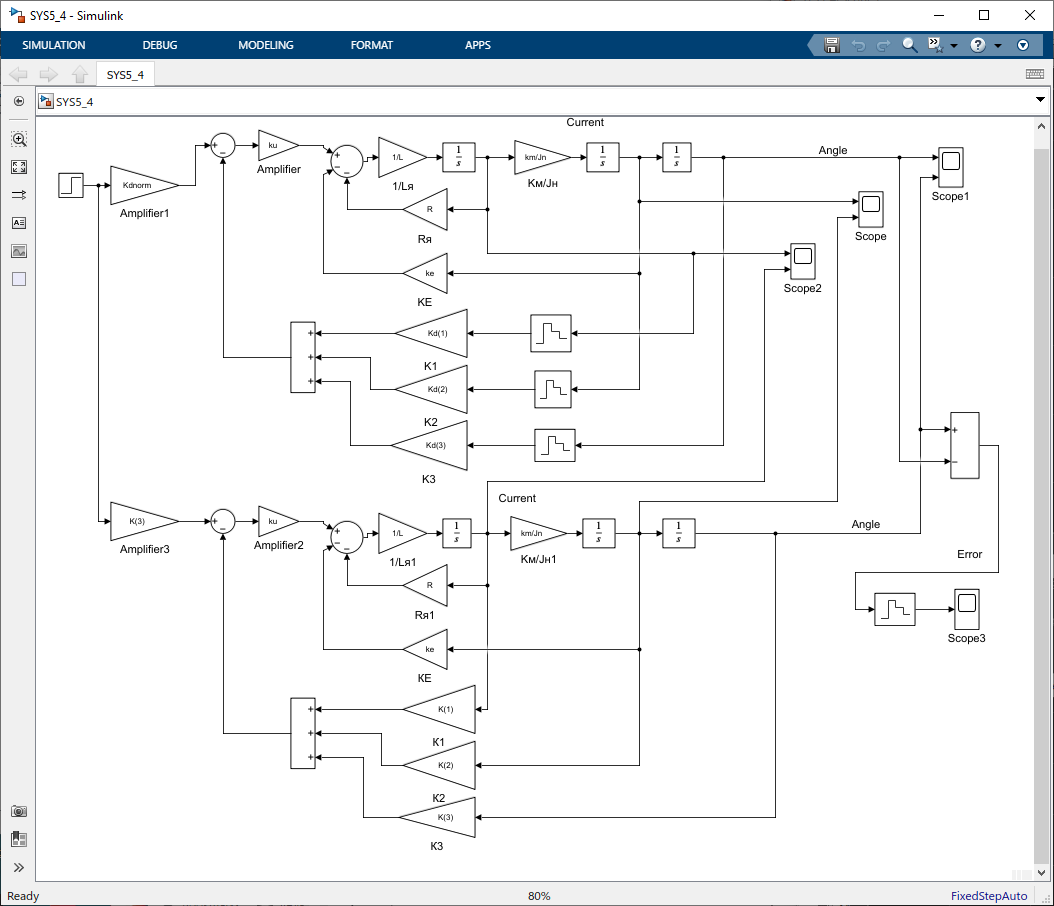 SYS5_4 - Simulink
SIMULATION DEBUG MODELING FORMAT APPS
SYS5_4
SYS5_4
Current
Kdnorm
Amplifier1
+
−
ku
Amplifier
+
−
−
1/L
1/Lя
1
s
km/Jn
Kм/Jн
1
s
1
s
Angle
Scope1
R
Rя
Scope
ke
KE
Scope2
+
+
+
Kd(1)
K1
Kd(2)
K2
Kd(3)
K3
+
−
Current
K(3)
Amplifier3
+
−
ku
Amplifier2
+
−
−
1/L
1/Lя1
1
s
km/Jn
Kм/Jн1
1
s
1
s
Angle
Error
R
Rя1
Scope3
ke
KE
+
+
+
K(1)
K1
K(2)
K2
K(3)
K3
Ready 80% FixedStepAuto